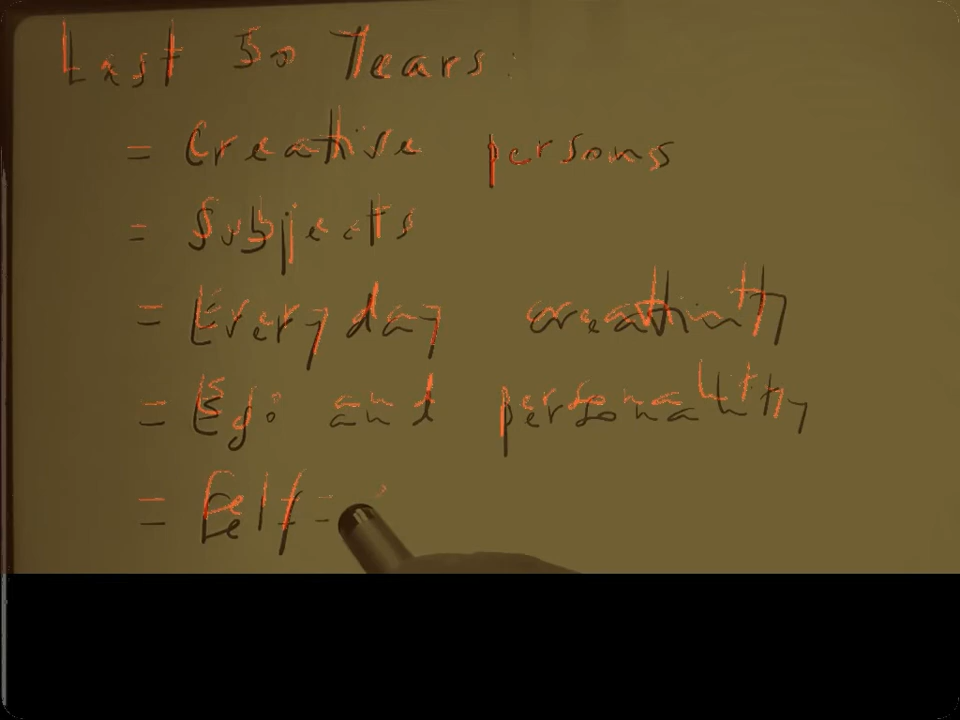 Last 50 Years:
= Creative persons
= Subjects
= Everyday creativity
= Ego and personality
= Self-